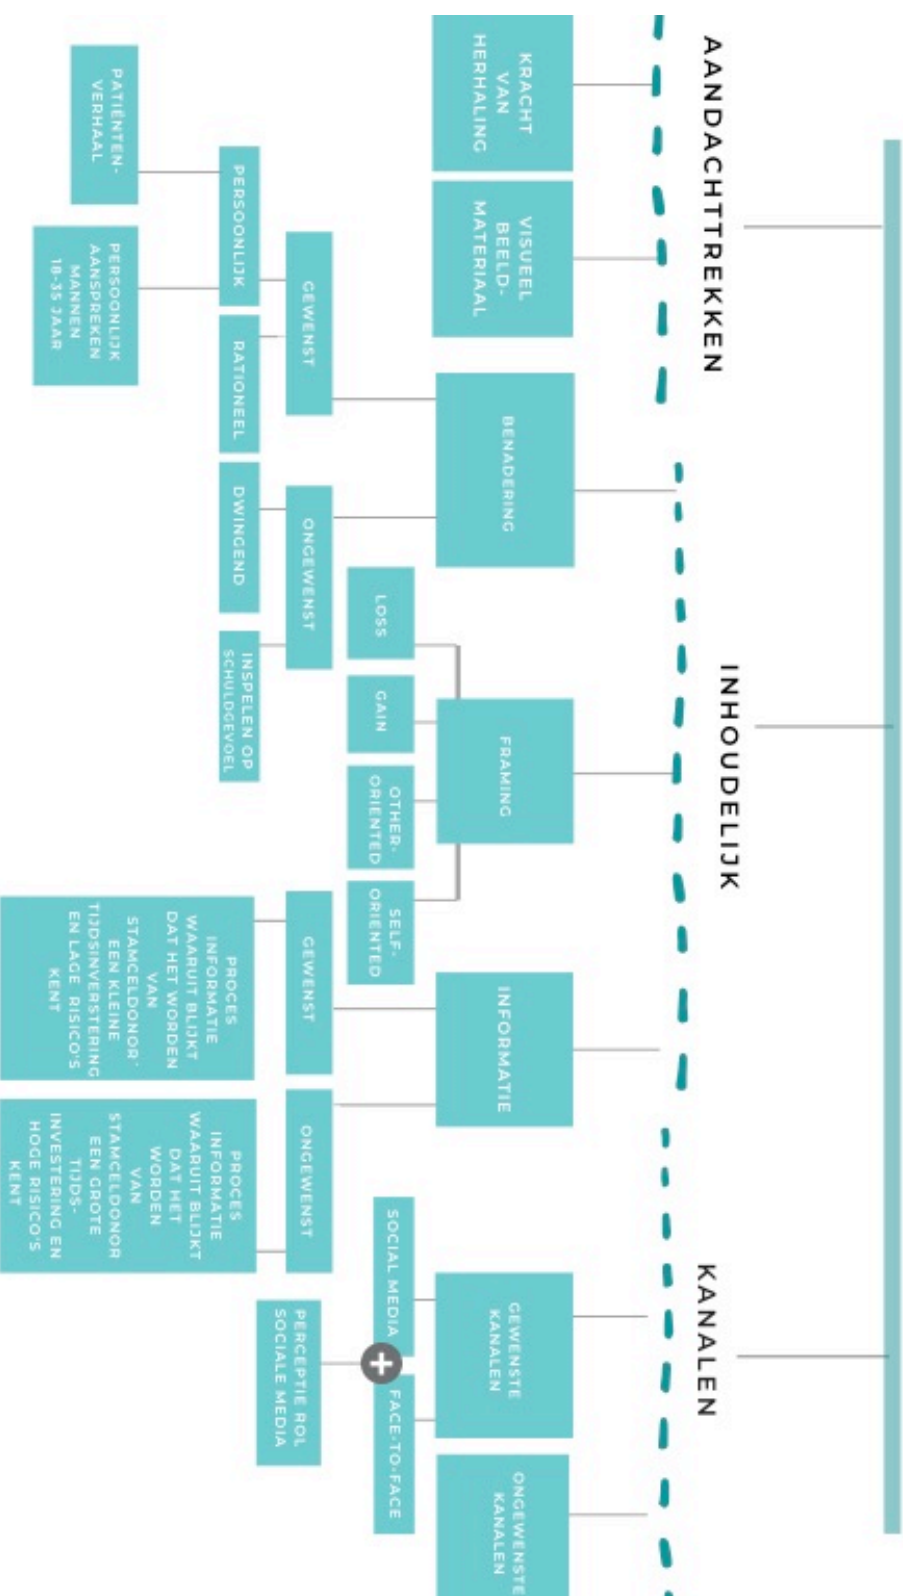 AANDACHTTREKKEN
KRACHT
VAN
HERHALING
VISUEEL
BEELD-
MATERIAAL
INHOUDELIJK
BENADERING
GEWENST
PERSOONLIJK
PATIËNTEN-
VERHAAL
PERSOONLIJK
AANSPREKEN
MANNEN
18-35 JAAR
RATIONEEL
ONGEWENST
DWINGEND
INSPELEN OP
SCHULDGEVOEL
FRAMING
LOSS
GAIN
OTHER-
ORIENTED
SELF-
ORIENTED
INFORMATIE
GEWENST
PROCES
INFORMATIE
WAARUIT BLIJKT
DAT HET WORDEN
VAN
STAMCELDONOR'
EEN KLEINE
TIJDSINVERSTERING
EN LAGE RISICO'S
KENT
ONGEWENST
PROCES
INFORMATIE
WAARUIT BLIJKT
DAT HET
WORDEN
VAN
STAMCELDONOR
EEN GROTE
TIJDS-
INVESTERING EN
HOGE RISICO'S
KENT
KANALEN
GEWENSTE
KANALEN
SOCIAL MEDIA
+
FACE-TO-FACE
PERCEPTIE ROL
SOCIALE MEDIA
ONGEWENSTE
KANALEN